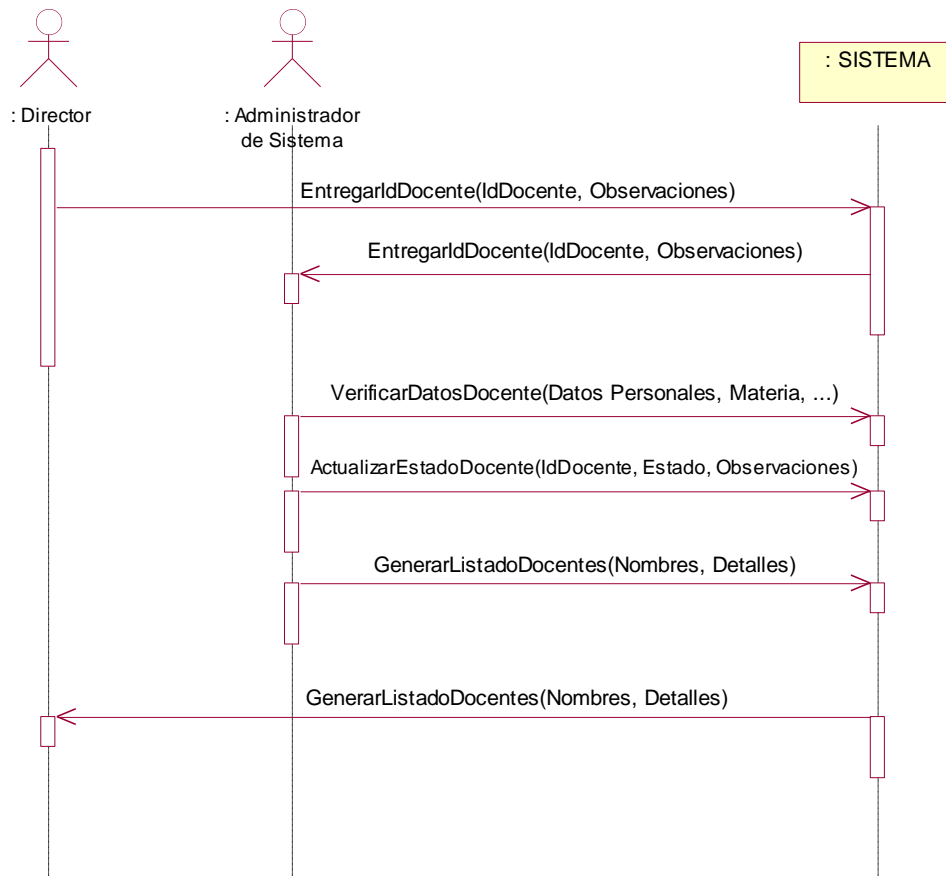 : SISTEMA
: Director
: Administrador
de Sistema
EntregarIdDocente(IdDocente, Observaciones)
EntregarIdDocente(IdDocente, Observaciones)
VerificarDatosDocente(Datos Personales, Materia, ...)
ActualizarEstadoDocente(IdDocente, Estado, Observaciones)
GenerarListadoDocentes(Nombres, Detalles)
GenerarListadoDocentes(Nombres, Detalles)